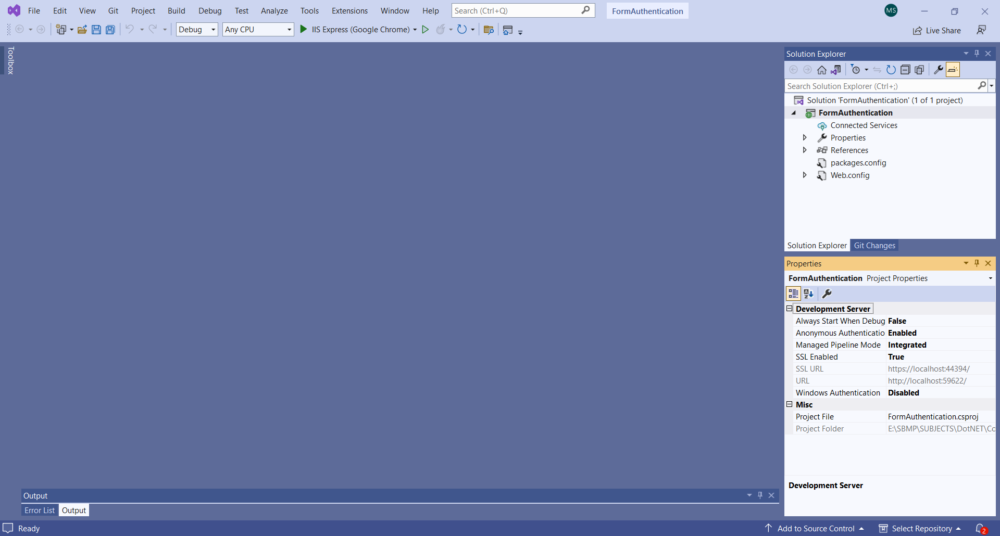 File Edit View Git Project Build Debug Test Analyze Tools Extensions Window Help Search (Ctrl+Q) FormAuthentication MS
Debug Any CPU IIS Express (Google Chrome) Live Share
Toolbox
Solution Explorer
Search Solution Explorer (Ctrl+;)
Solution 'FormAuthentication' (1 of 1 project)
FormAuthentication
Connected Services
Properties
References
packages.config
Web.config
Solution Explorer Git Changes
Properties
FormAuthentication Project Properties
Development Server
Always Start When Debug False
Anonymous Authenticatio Enabled
Managed Pipeline Mode Integrated
SSL Enabled True
SSL URL https://localhost:44394/
URL http://localhost:59622/
Windows Authentication Disabled
Misc
Project File FormAuthentication.csproj
Project Folder E:\SBMP\SUBJECTS\DotNET\Co
Development Server
Output
Error List Output
Ready Add to Source Control Select Repository 2